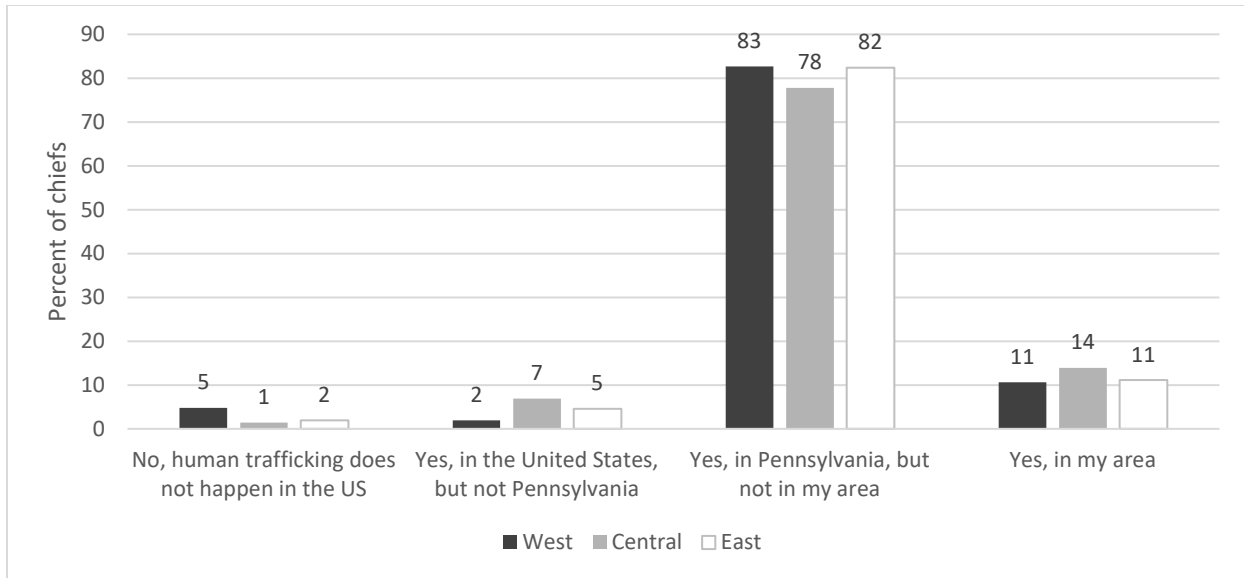 90
80
70
60
50
40
30
20
10
0
Percent of chiefs
83
78
82
5
1
2
2
7
5
11
14
11
No, human trafficking does
not happen in the US
Yes, in the United States,
but not Pennsylvania
Yes, in Pennsylvania, but
not in my area
Yes, in my area
West Central East